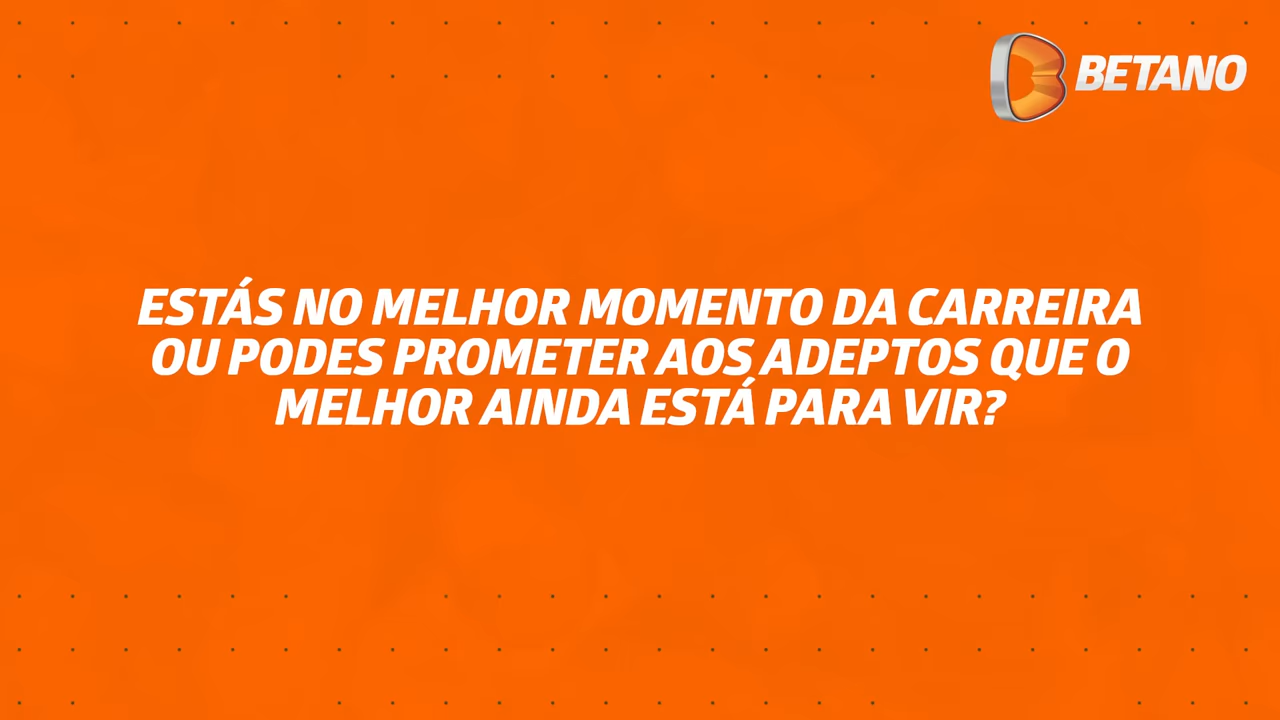 BETANO
ESTÁS NO MELHOR MOMENTO DA CARREIRA
OU PODES PROMETER AOS ADEPTOS QUE O
MELHOR AINDA ESTÁ PARA VIR?